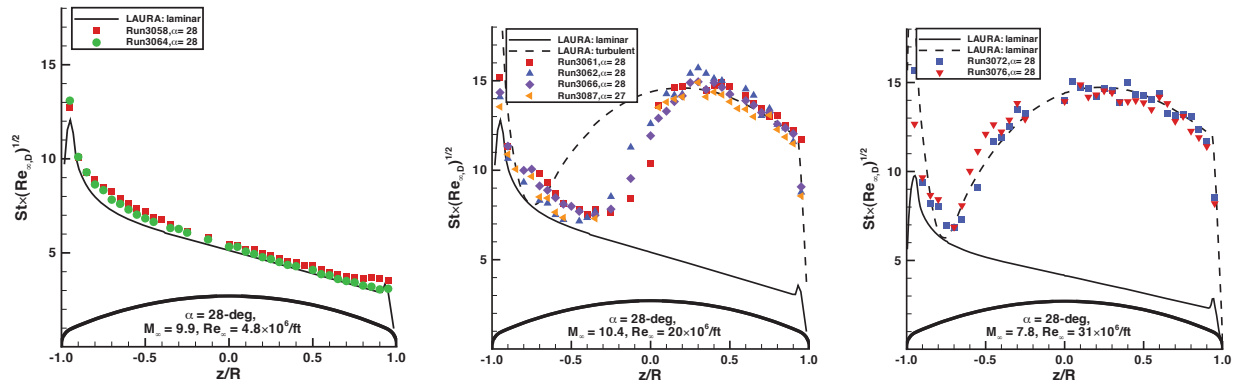 LAURA: laminar
Run3058,α= 28
Run3064,α= 28
St×(Re∞,D)1/2
15
10
5
0
α = 28-deg,
M∞ = 9.9, Re∞ = 4.8×10⁶/ft
-1.0 -0.5 0.0 0.5 1.0
z/R
LAURA: laminar
LAURA: turbulent
Run3061,α= 28
Run3062,α= 28
Run3066,α= 28
Run3087,α= 27
St×(Re∞,D)1/2
15
10
5
0
α = 28-deg,
M∞ = 10.4, Re∞ = 20×10⁶/ft
-1.0 -0.5 0.0 0.5 1.0
z/R
LAURA: laminar
LAURA: laminar
Run3072,α= 28
Run3076,α= 28
St×(Re∞,D)1/2
15
10
5
0
α = 28-deg,
M∞ = 7.8, Re∞ = 31×10⁶/ft
-1.0 -0.5 0.0 0.5 1.0
z/R